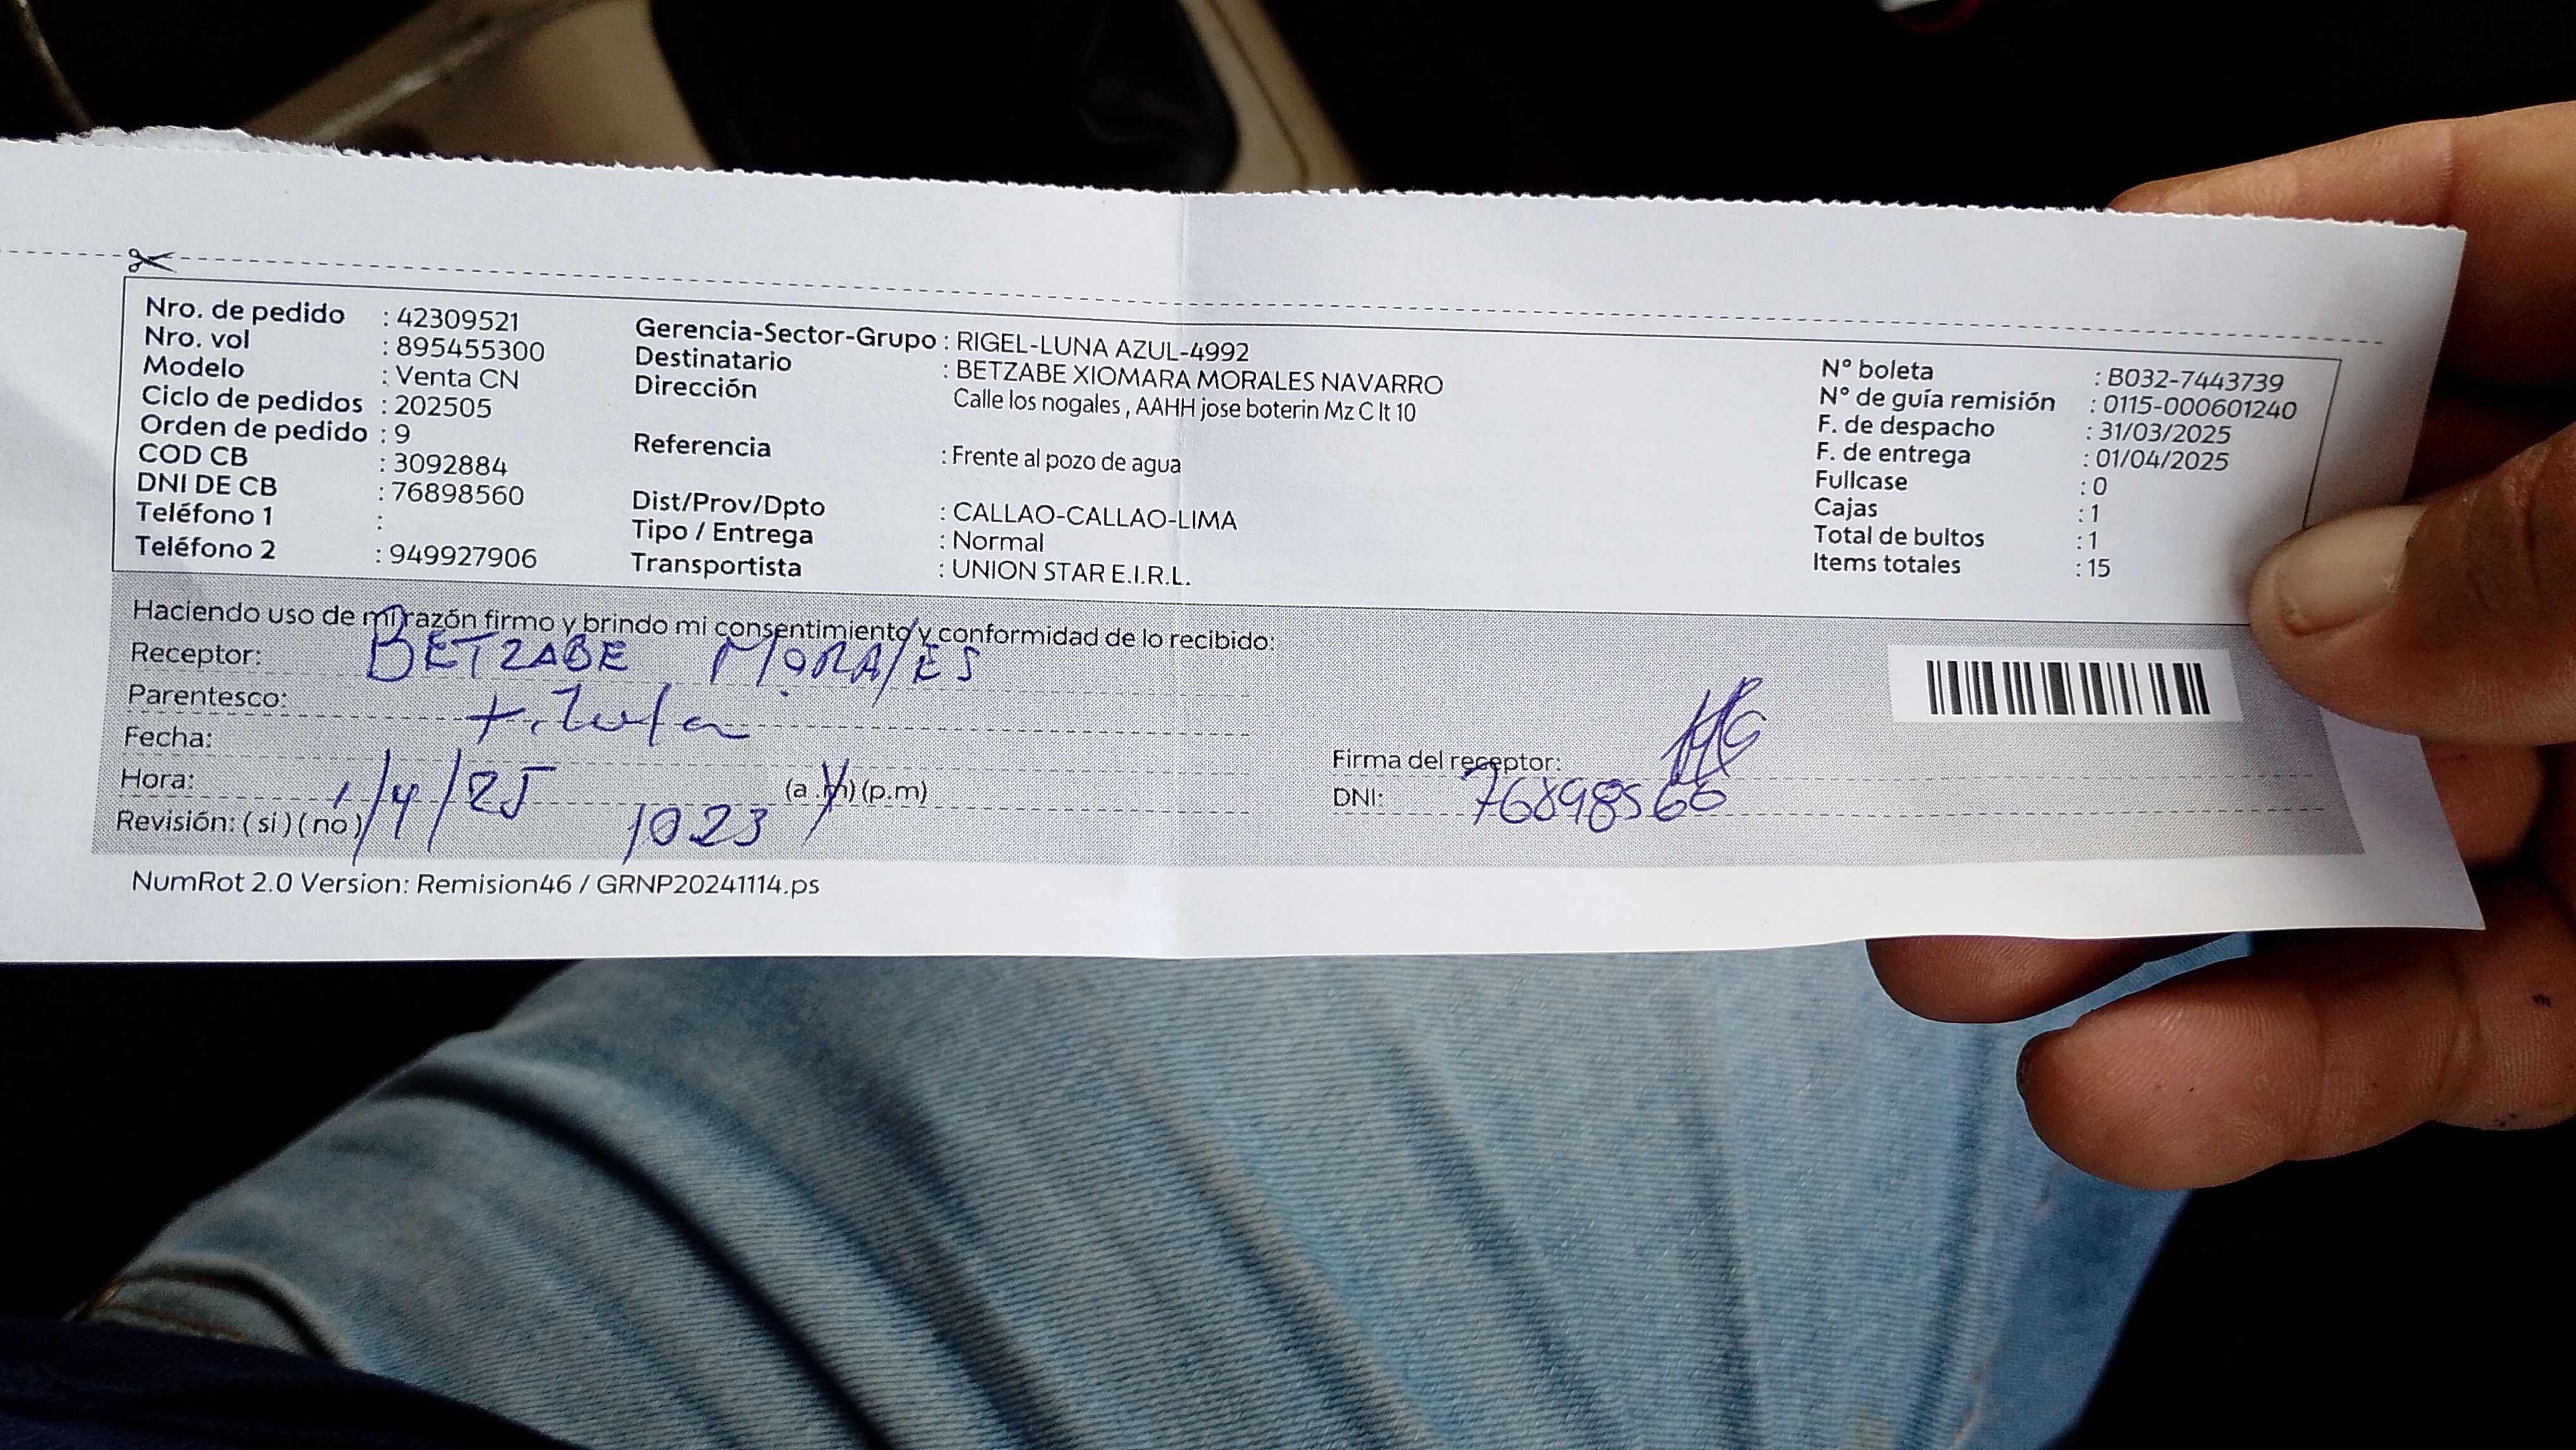 Nro. de pedido : 42309521
Nro. vol : 895455300
Modelo : Venta CN
Ciclo de pedidos : 202505
Orden de pedido : 9
COD CB : 3092884
DNI DE CB : 76898560
Teléfono 1 :
Teléfono 2 : 949927906
Gerencia-Sector-Grupo : RIGEL-LUNA AZUL-4992
Destinatario : BETZABE XIOMARA MORALES NAVARRO
Dirección
Calle los nogales , AAHH jose boterin Mz C lt 10
Referencia : Frente al pozo de agua
Dist/Prov/Dpto : CALLAO-CALLAO-LIMA
Tipo / Entrega : Normal
Transportista : UNION STAR E.I.R.L.
N° boleta : B032-7443739
N° de guía remisión : 0115-000601240
F. de despacho : 31/03/2025
F. de entrega : 01/04/2025
Fullcase : 0
Cajas : 1
Total de bultos : 1
Items totales : 15
Haciendo uso de mi razón firmo y brindo mi consentimiento y conformidad de lo recibido:
Receptor: BETZABE MORALES
Parentesco:
Fecha: 1/4/25
Hora: 1023 (a.m) (p.m)
Revisión: ( si ) ( no )
Firma del receptor:
DNI: 76898560
NumRot 2.0 Version: Remision46 / GRNP20241114.ps